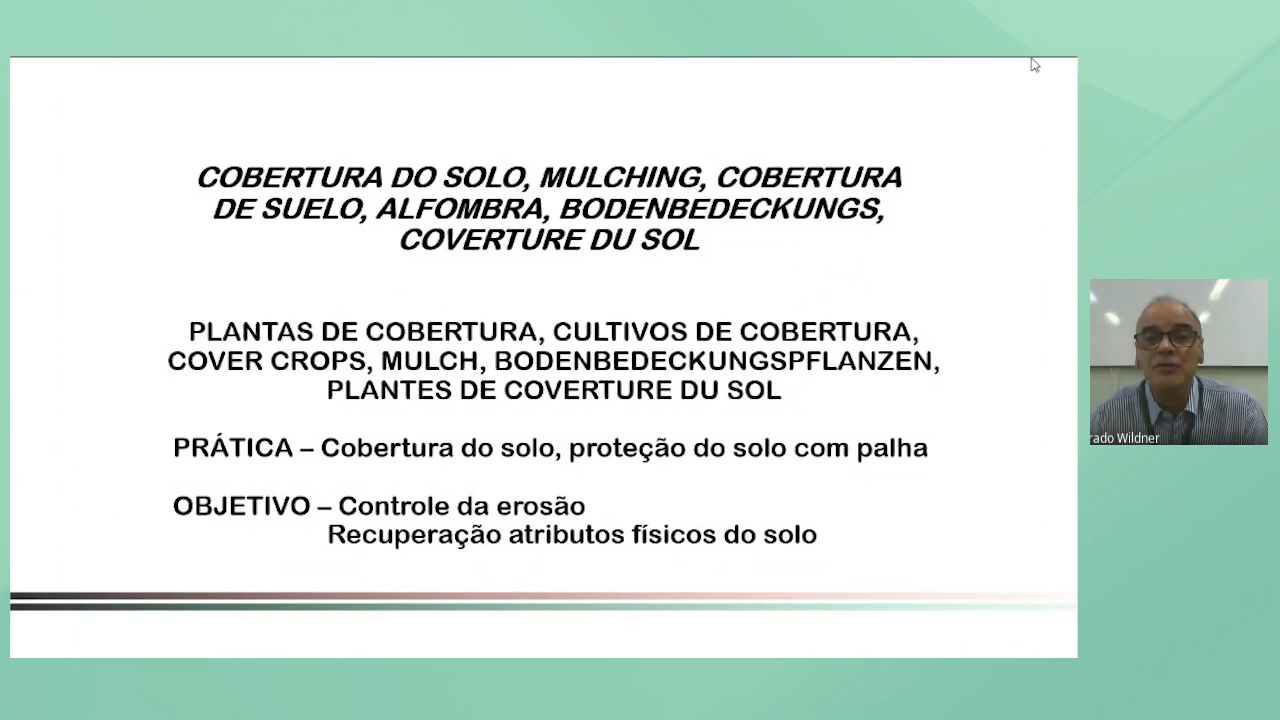 COBERTURA DO SOLO, MULCHING, COBERTURA
DE SUELO, ALFOMBRA, BODENBEDECKUNGS,
COVERTURE DU SOL
PLANTAS DE COBERTURA, CULTIVOS DE COBERTURA,
COVER CROPS, MULCH, BODENBEDECKUNGSPFLANZEN,
PLANTES DE COVERTURE DU SOL
PRÁTICA – Cobertura do solo, proteção do solo com palha
OBJETIVO – Controle da erosão
Recuperação atributos físicos do solo
rado Wildner